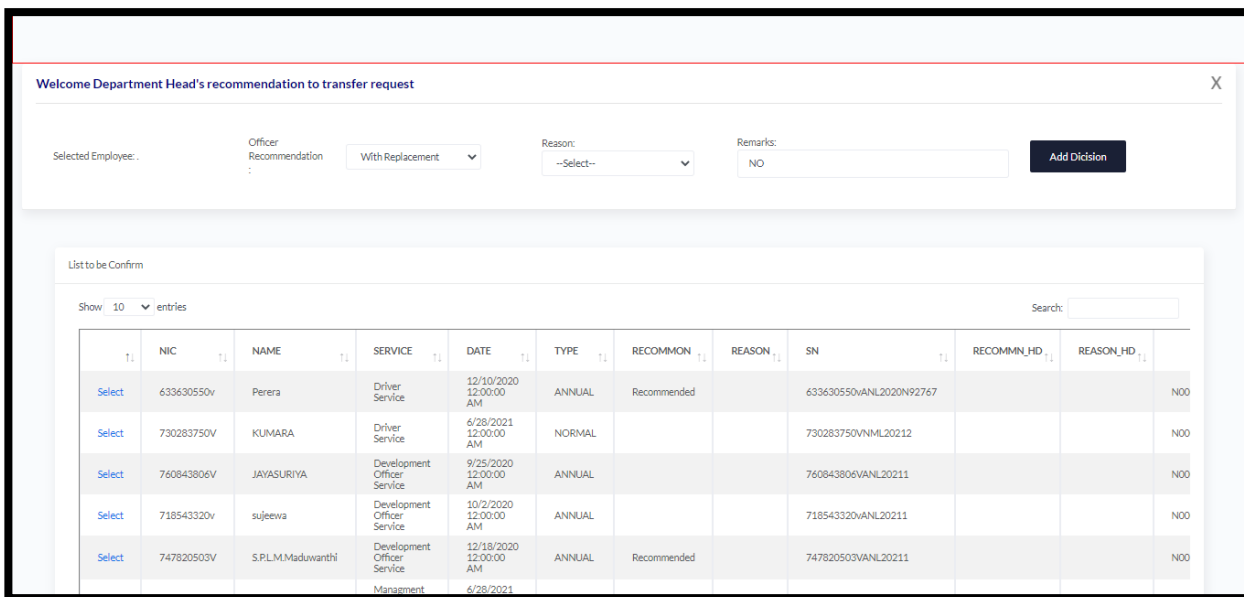 Welcome Department Head's recommendation to transfer request X
Selected Employee: .
Officer
Recommendation
:
With Replacement
Reason:
--Select--
Remarks:
NO
Add Dicision
List to be Confirm
Show 10 entries
Search:
NIC NAME SERVICE DATE TYPE RECOMMON REASON SN RECOMMN_HD REASON_HD
Select 633630550v Perera Driver Service 12/10/2020 12:00:00 AM ANNUAL Recommended 633630550vANL2020N92767 N00
Select 730283750V KUMARA Driver Service 6/28/2021 12:00:00 AM NORMAL 730283750VNML20212 N00
Select 760843806V JAYASURIYA Development Officer Service 9/25/2020 12:00:00 AM ANNUAL 760843806VANL20211 N00
Select 718543320v sujeewa Development Officer Service 10/2/2020 12:00:00 AM ANNUAL 718543320vANL20211 N00
Select 747820503V S.P.L.M.Maduwanthi Development Officer Service 12/18/2020 12:00:00 AM ANNUAL Recommended 747820503VANL20211 N00
Managment 6/28/2021